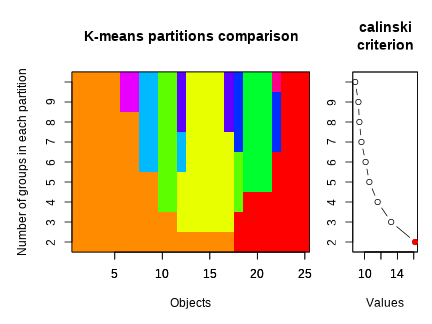 K-means partitions comparison
calinski
criterion
Number of groups in each partition
9
8
7
6
5
4
3
2
5 10 15 20 25
Objects
9
8
7
6
5
4
3
2
10 14
Values